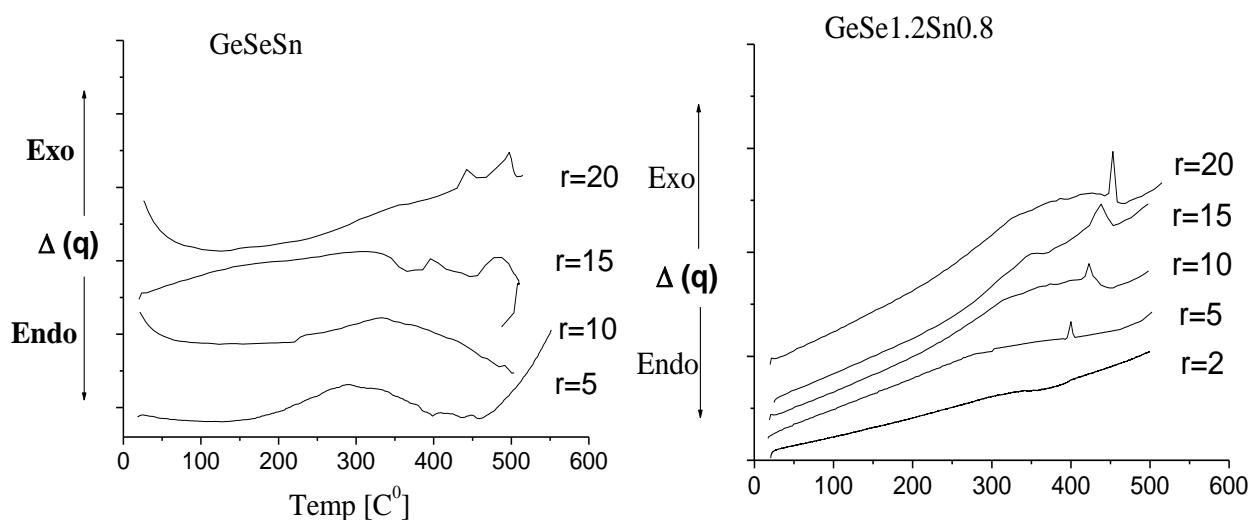 GeSeSn
Exo
Δ (q)
Endo
r=20
r=15
r=10
r=5
0 100 200 300 400 500 600
Temp [C⁰]
GeSe1.2Sn0.8
Exo
Δ (q)
Endo
r=20
r=15
r=10
r=5
r=2
0 100 200 300 400 500 600